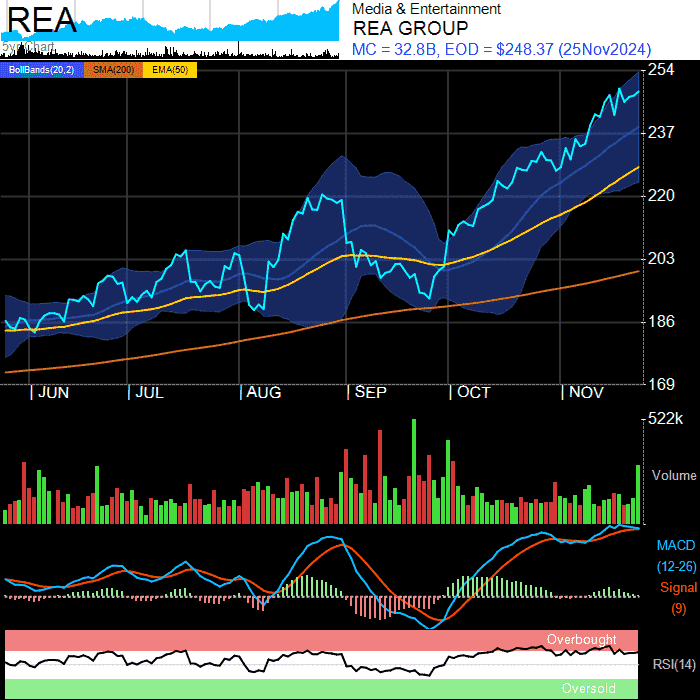 REA
Media & Entertainment
REA GROUP
MC = 32.8B, EOD = $248.37 (25Nov2024)
BollBands(20,2) SMA(200) EMA(50)
254
237
220
203
186
169
JUN JUL AUG SEP OCT NOV
522k
Volume
MACD
(12-26)
Signal
(9)
Overbought
RSI(14)
Oversold